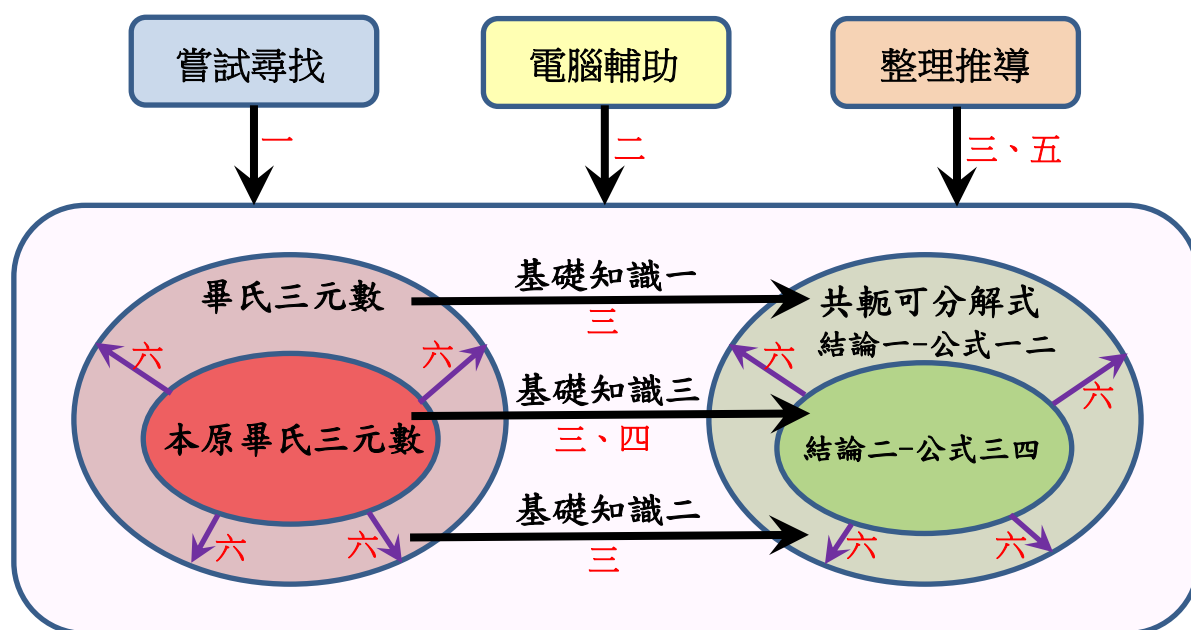 嘗試尋找
電腦輔助
整理推導
一
二
三、五
畢氏三元數
基礎知識一
三
共軛可分解式
結論一-公式一二
六
六
六
六
本原畢氏三元數
基礎知識三
三、四
結論二-公式三四
基礎知識二
三
六
六
六
六